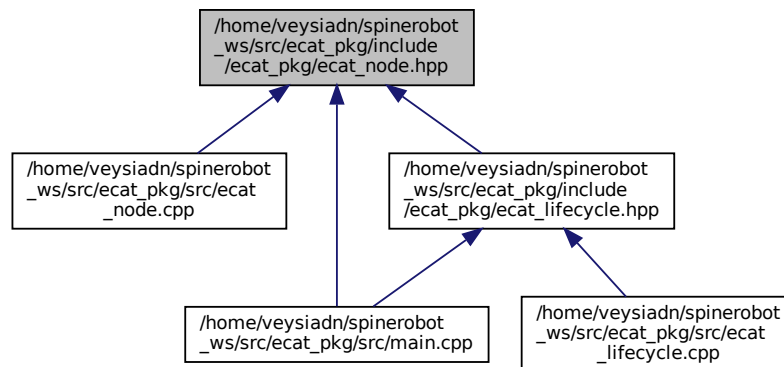 /home/veysiadn/spinerobot
_ws/src/ecat_pkg/include
/ecat_pkg/ecat_node.hpp
/home/veysiadn/spinerobot
_ws/src/ecat_pkg/src/ecat
_node.cpp
/home/veysiadn/spinerobot
_ws/src/ecat_pkg/include
/ecat_pkg/ecat_lifecycle.hpp
/home/veysiadn/spinerobot
_ws/src/ecat_pkg/src/main.cpp
/home/veysiadn/spinerobot
_ws/src/ecat_pkg/src/ecat
_lifecycle.cpp